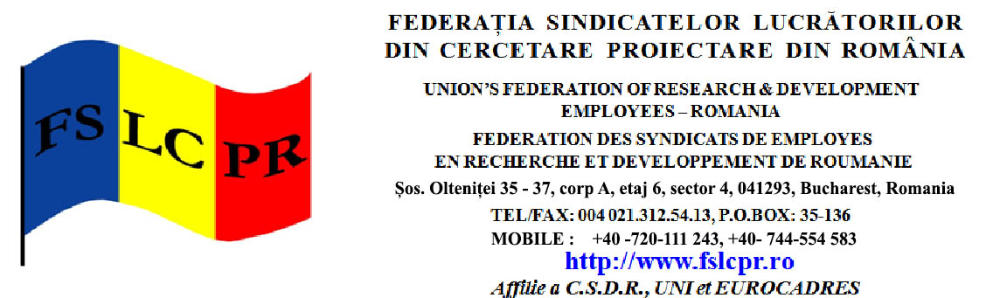 FS LC PR
FEDERAȚIA SINDICATELOR LUCRĂTORILOR
DIN CERCETARE PROIECTARE DIN ROMÂNIA
UNION'S FEDERATION OF RESEARCH & DEVELOPMENT
EMPLOYEES – ROMANIA
FEDERATION DES SYNDICATS DE EMPLOYES
EN RECHERCHE ET DEVELOPPEMENT DE ROUMANIE
Șos. Olteniței 35 - 37, corp A, etaj 6, sector 4, 041293, Bucharest, Romania
TEL/FAX: 004 021.312.54.13, P.O.BOX: 35-136
MOBILE : +40 -720-111 243, +40- 744-554 583
http://www.fslcpr.ro
Affilie a C.S.D.R., UNI et EUROCADRES